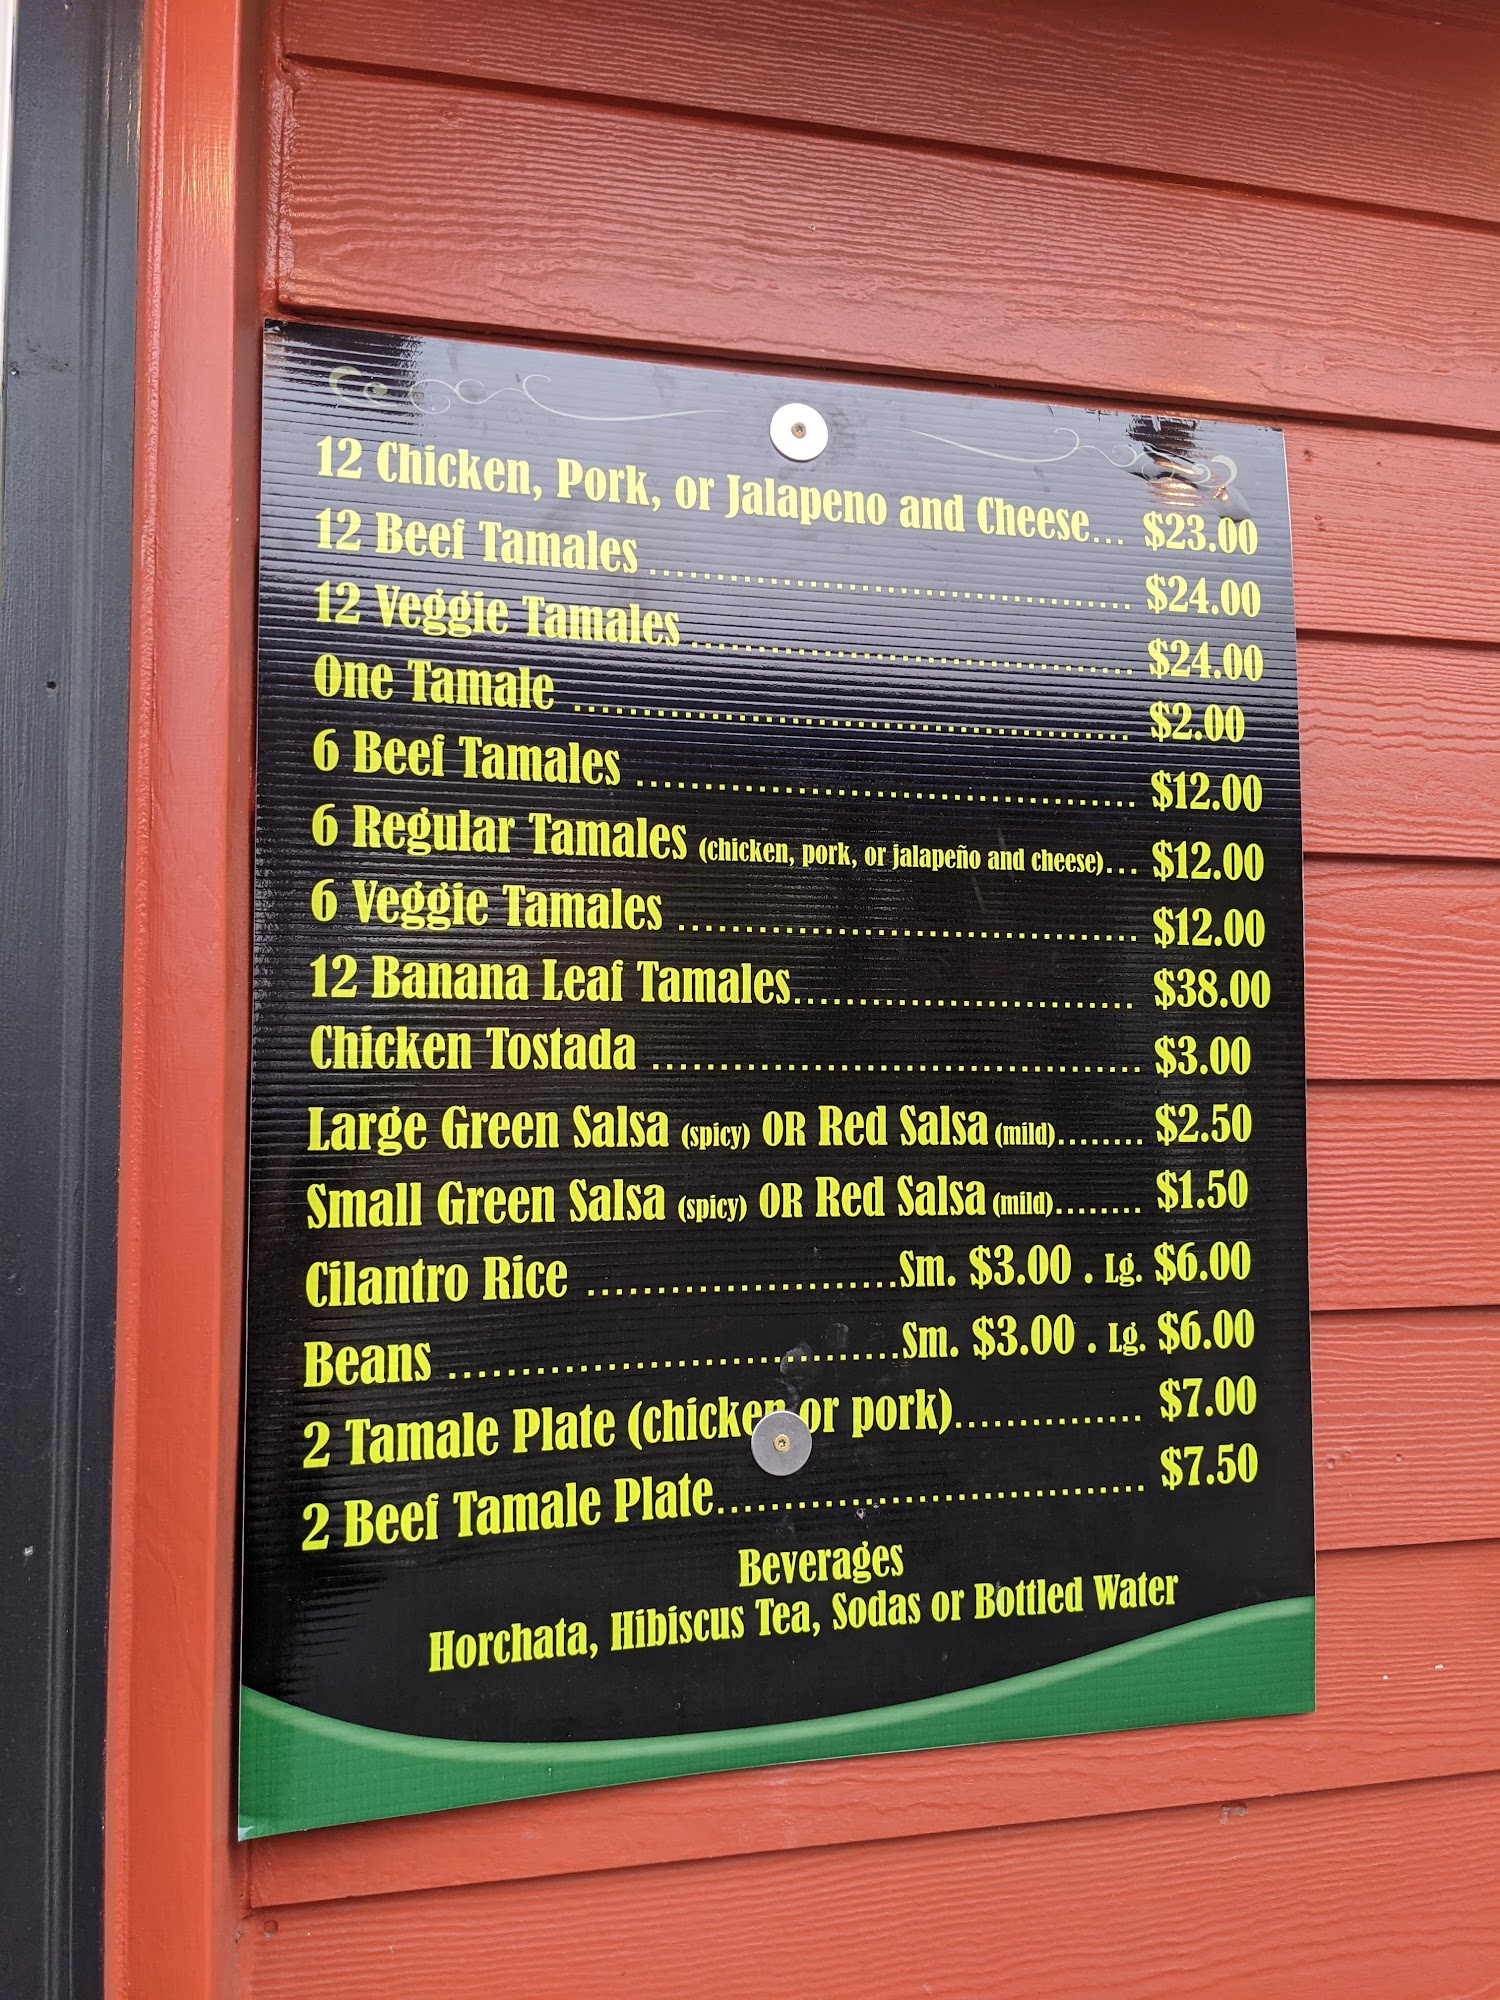 12 Chicken, Pork, or Jalapeno and Cheese... $23.00
12 Beef Tamales ........................................ $24.00
12 Veggie Tamales .................................... $24.00
One Tamale ............................................. $2.00
6 Beef Tamales ........................................ $12.00
6 Regular Tamales (chicken, pork, or jalapeño and cheese)... $12.00
6 Veggie Tamales ..................................... $12.00
12 Banana Leaf Tamales........................... $38.00
Chicken Tostada ....................................... $3.00
Large Green Salsa (spicy) OR Red Salsa (mild)........ $2.50
Small Green Salsa (spicy) OR Red Salsa (mild)........ $1.50
Cilantro Rice .......................Sm. $3.00 . Lg. $6.00
Beans ...................................Sm. $3.00 . Lg. $6.00
2 Tamale Plate (chicken or pork)............... $7.00
2 Beef Tamale Plate.................................. $7.50
Beverages
Horchata, Hibiscus Tea, Sodas or Bottled Water